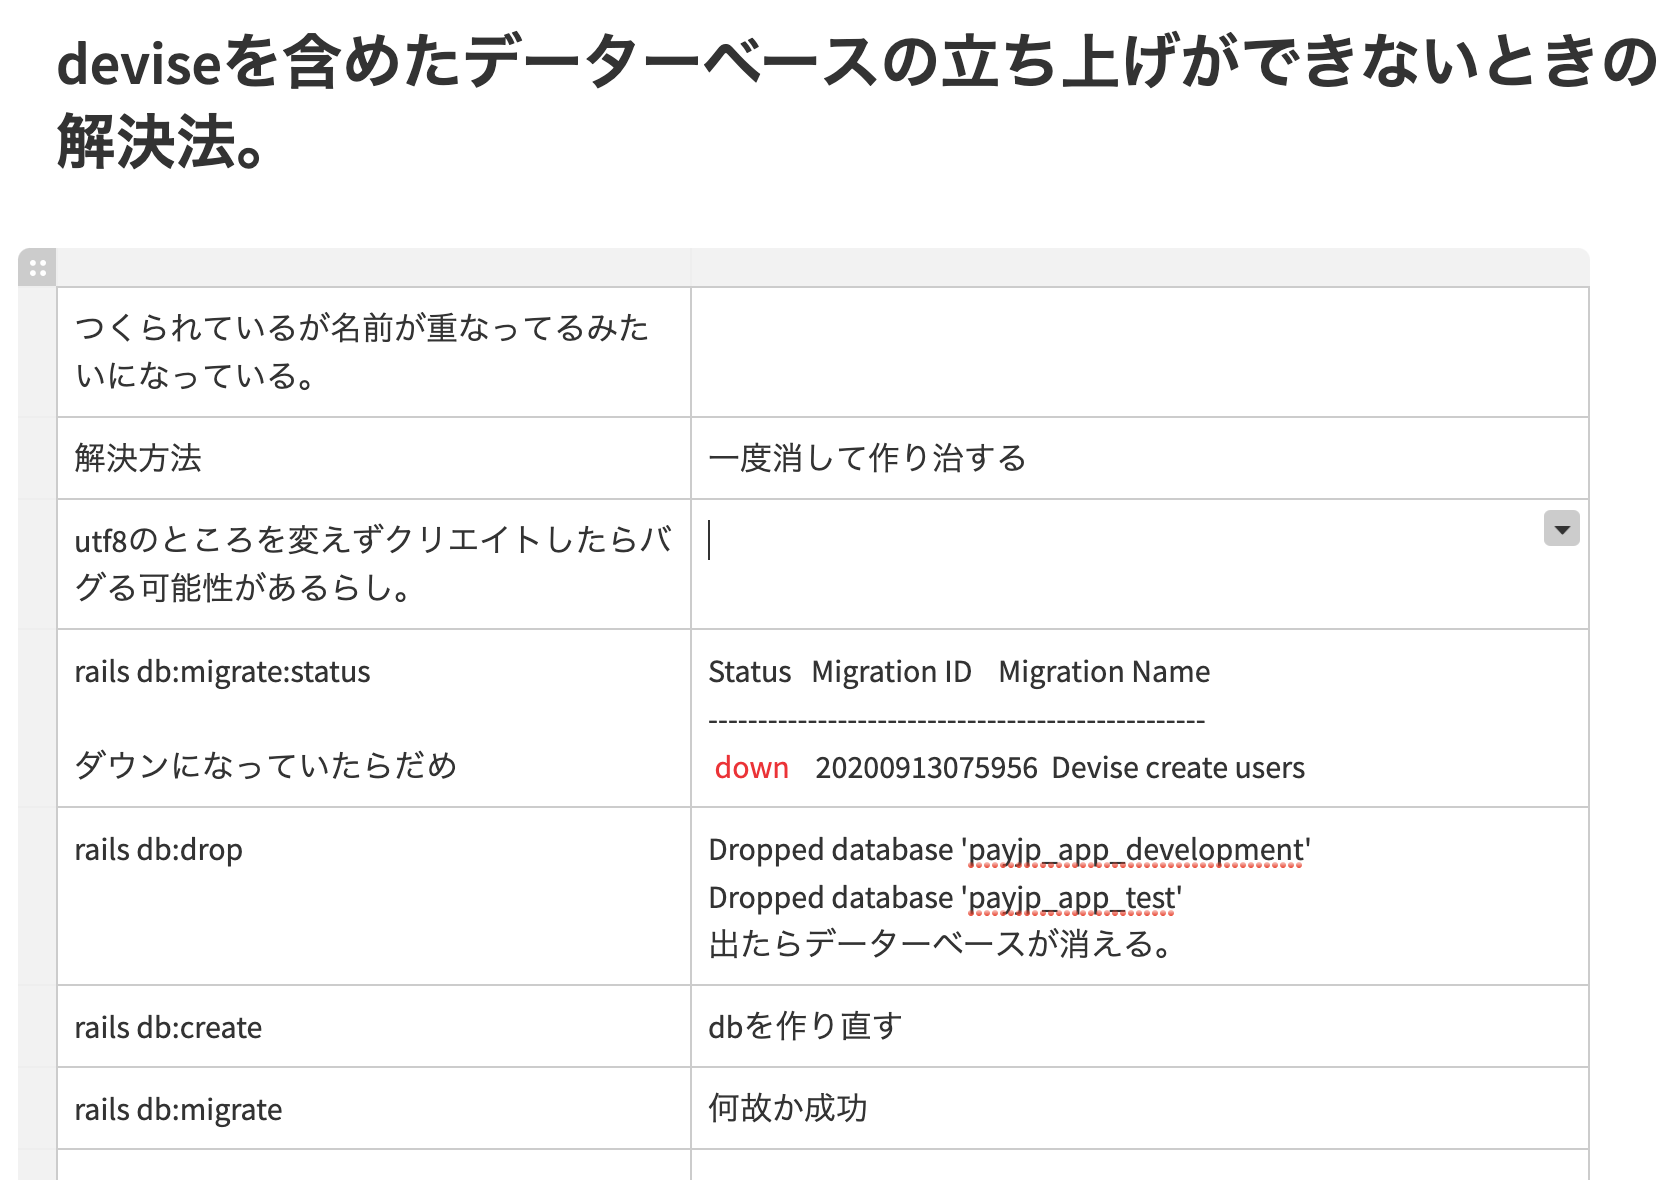 deviseを含めたデーターベースの立ち上げができないときの
解決法。
つくられているが名前が重なってるみた
いになっている。
解決方法
一度消して作り治する
utf8のところを変えずクリエイトしたらバ
グる可能性があるらし。
rails db:migrate:status
ダウンになっていたらだめ
Status Migration ID Migration Name
--------------------------------------------------
down 20200913075956 Devise create users
rails db:drop
Dropped database 'payjp_app_development'
Dropped database 'payjp_app_test'
出たらデーターベースが消える。
rails db:create
dbを作り直す
rails db:migrate
何故か成功